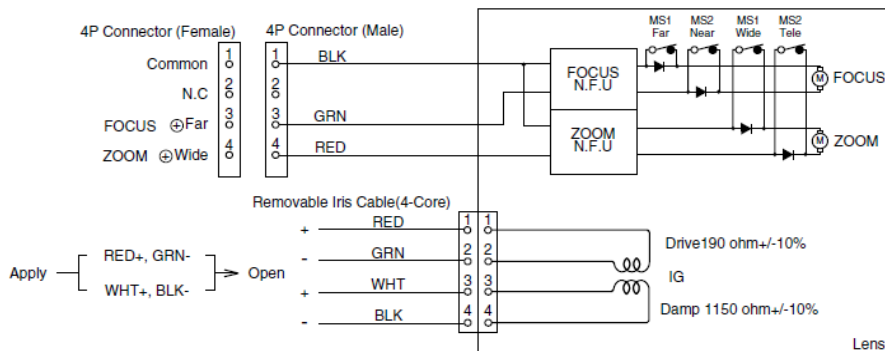 4P Connector (Female)
4P Connector (Male)
MS1 Far
MS2 Near
MS1 Wide
MS2 Tele
Common
1
1
BLK
N.C
2
2
FOCUS ⊕Far
3
3
GRN
ZOOM ⊕Wide
4
4
RED
FOCUS
N.F.U
ZOOM
N.F.U
M
FOCUS
M
ZOOM
Removable Iris Cable(4-Core)
+
RED
1
1
-
GRN
2
2
+
WHT
3
3
-
BLK
4
4
Apply
RED+, GRN-
WHT+, BLK-
Open
Drive190 ohm+/-10%
IG
Damp 1150 ohm+/-10%
Lens